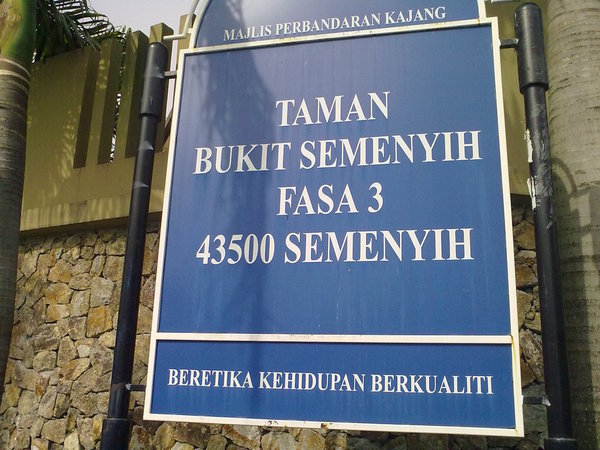 MAJLIS PERBANDARAN KAJANG
TAMAN
BUKIT SEMENYIH
FASA 3
43500 SEMENYIH
BERETIKA KEHIDUPAN BERKUALITI